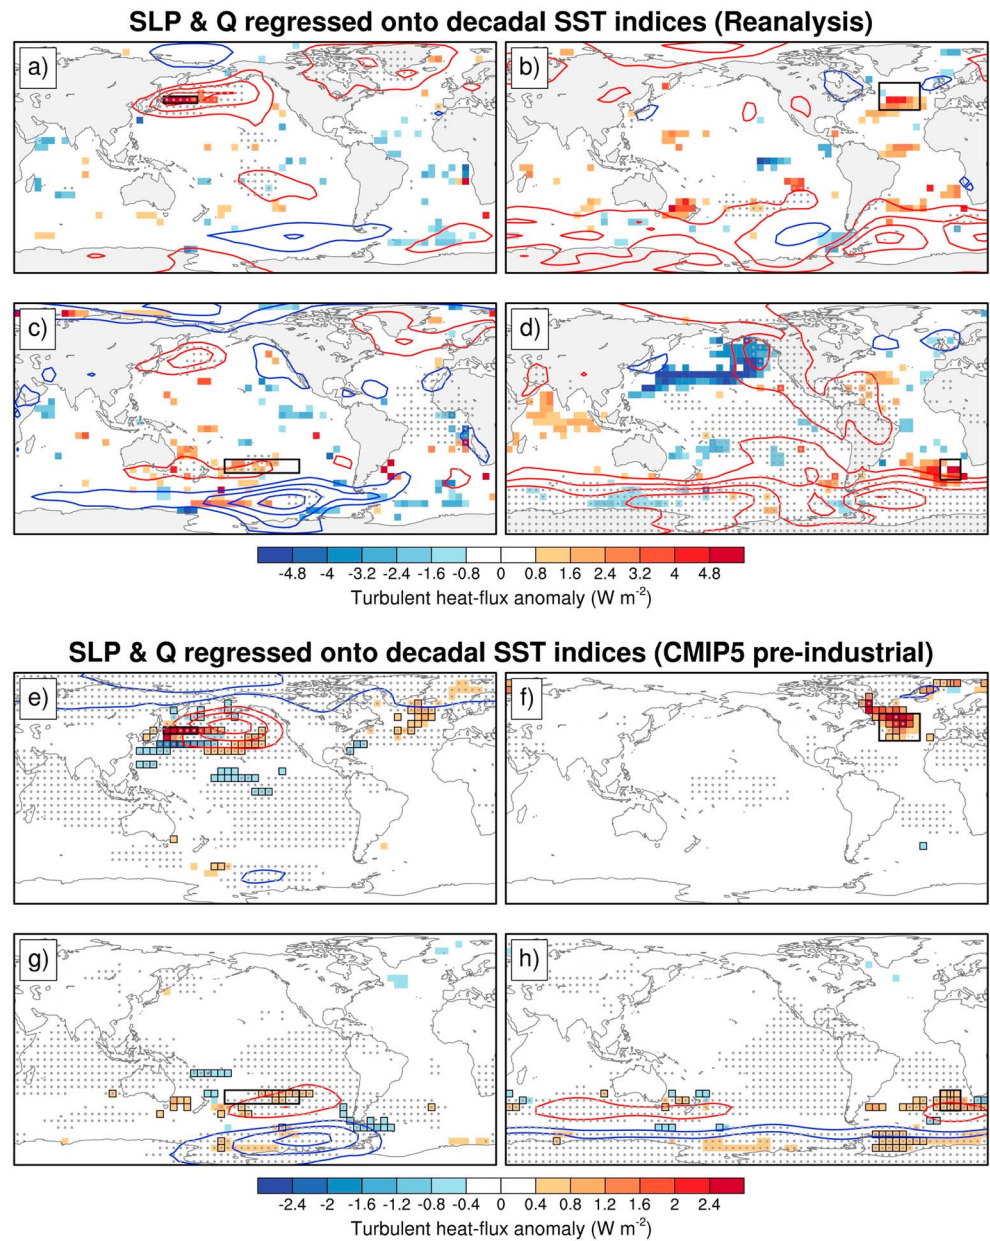 SLP & Q regressed onto decadal SST indices (Reanalysis)
a) b)
c) d)
-4.8 -4 -3.2 -2.4 -1.6 -0.8 0 0.8 1.6 2.4 3.2 4 4.8
Turbulent heat-flux anomaly (W m⁻²)
SLP & Q regressed onto decadal SST indices (CMIP5 pre-industrial)
e) f)
g) h)
-2.4 -2 -1.6 -1.2 -0.8 -0.4 0 0.4 0.8 1.2 1.6 2 2.4
Turbulent heat-flux anomaly (W m⁻²)